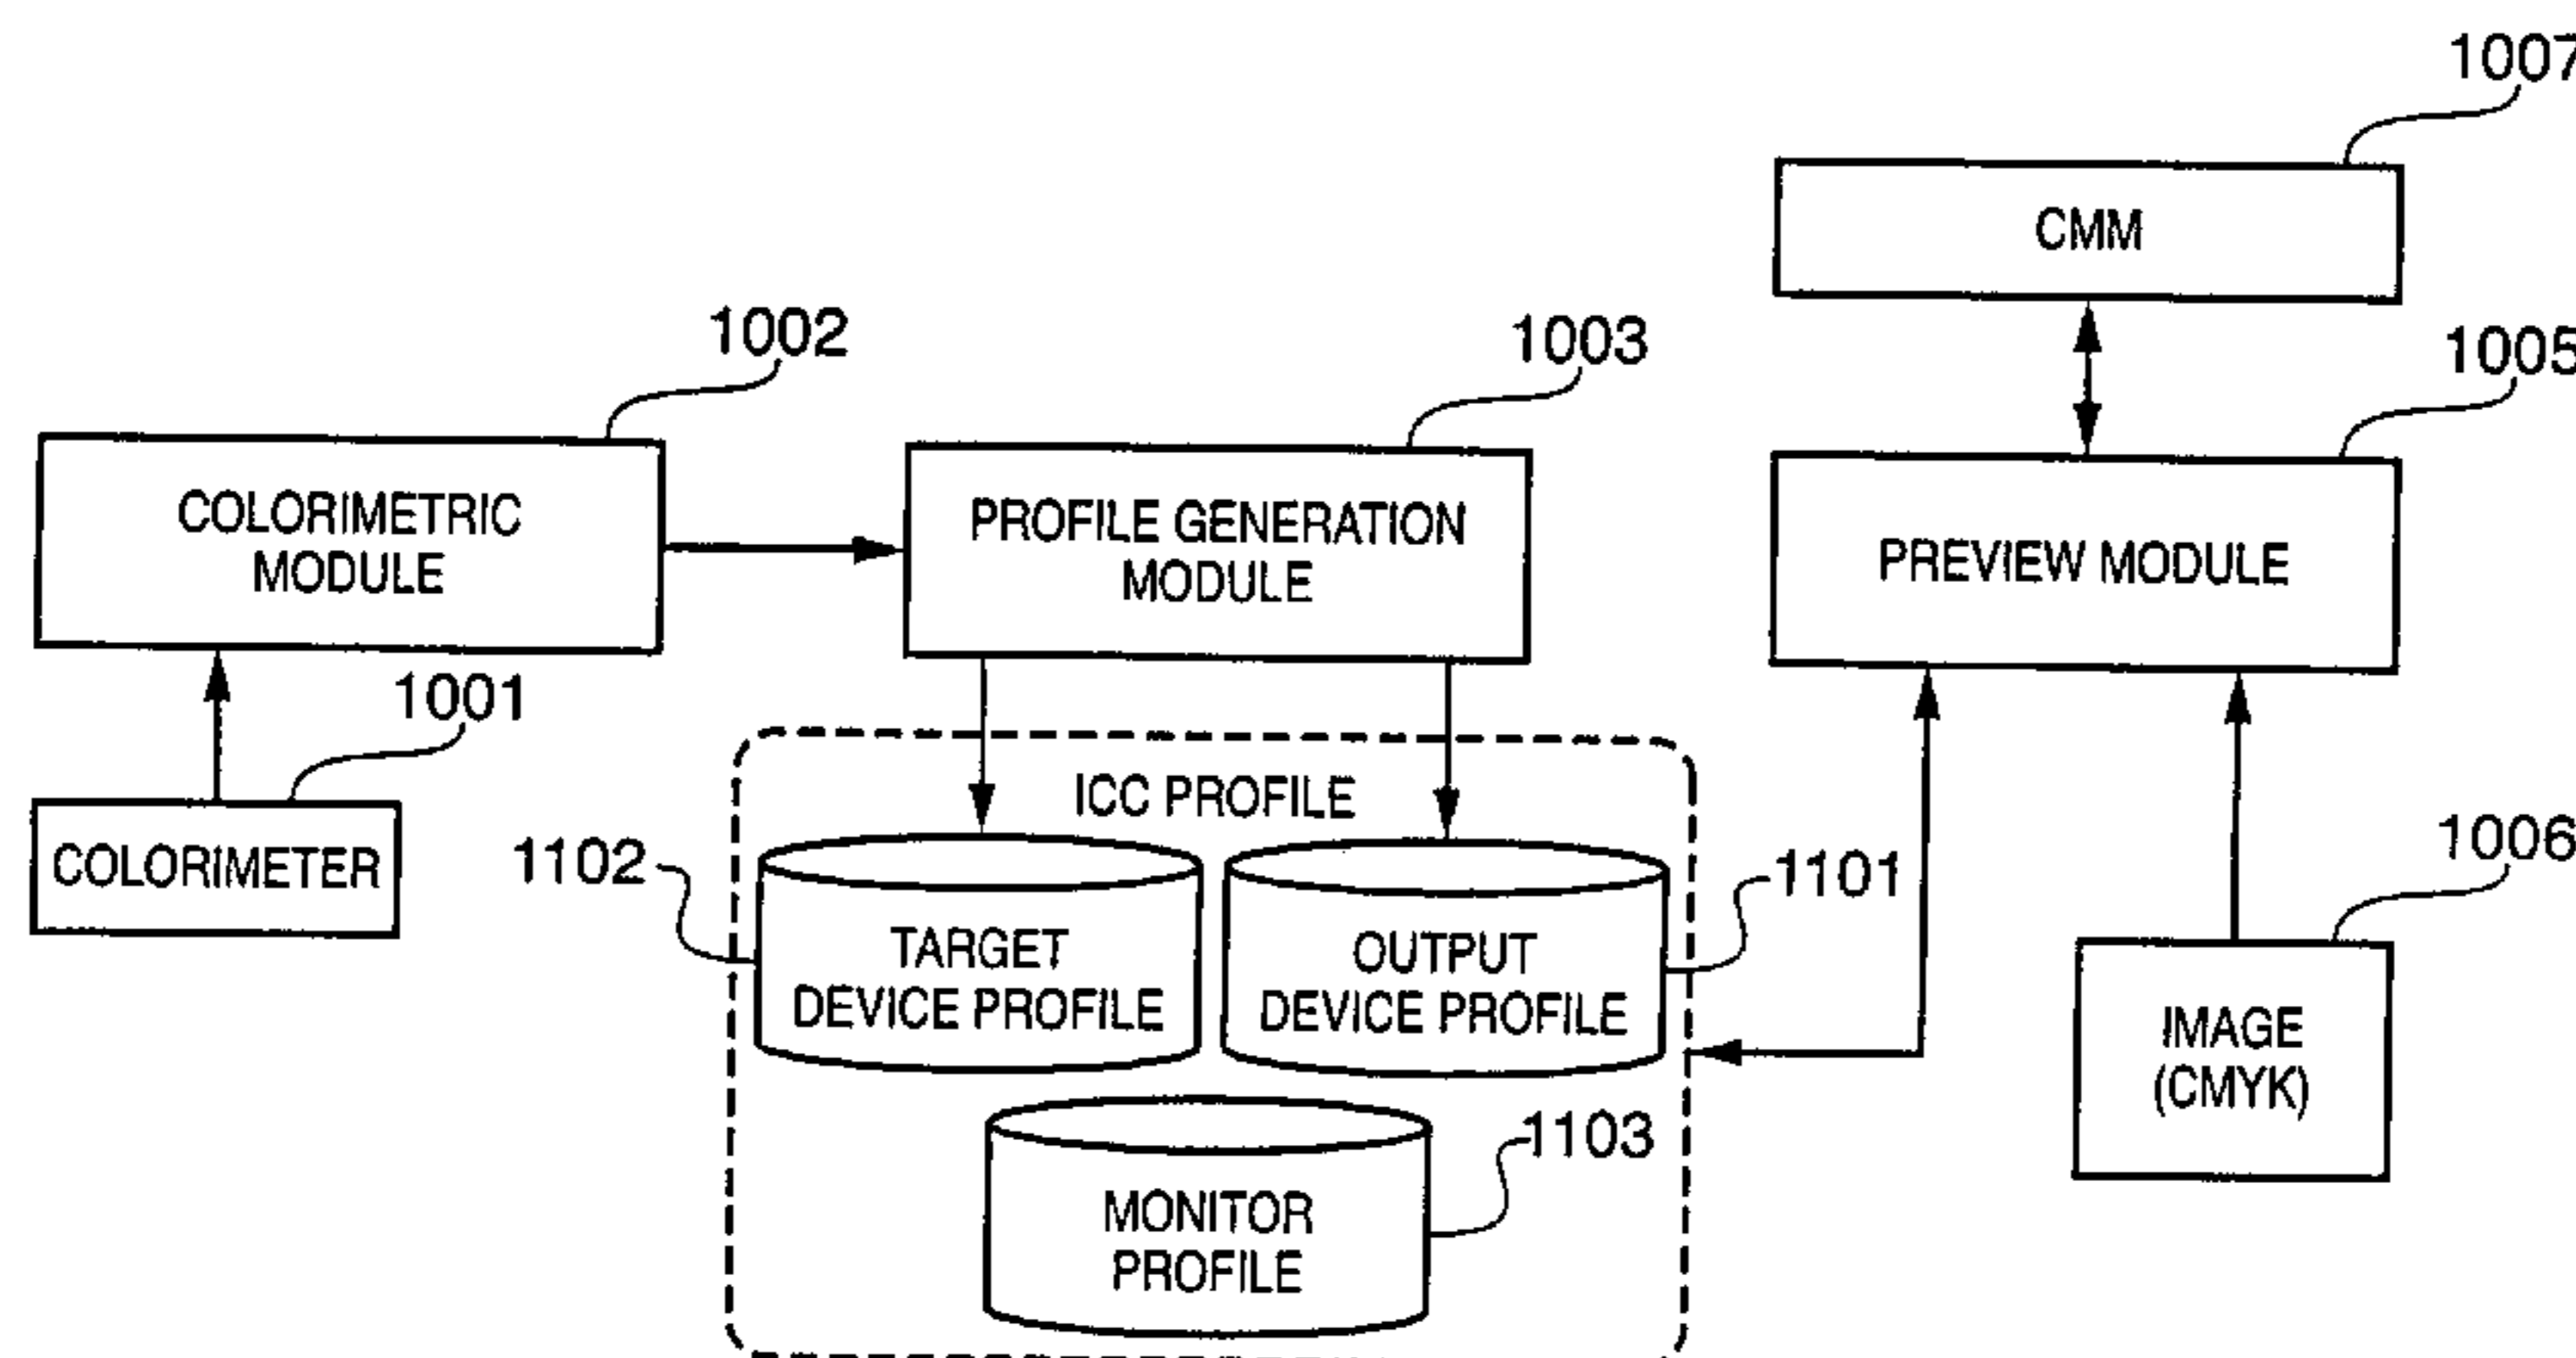 1007
CMM
1002
1003
1005
COLORIMETRIC
MODULE
PROFILE GENERATION
MODULE
PREVIEW MODULE
1001
COLORIMETER
ICC PROFILE
1102
1101
1006
TARGET
DEVICE PROFILE
OUTPUT
DEVICE PROFILE
IMAGE
(CMYK)
1103
MONITOR
PROFILE